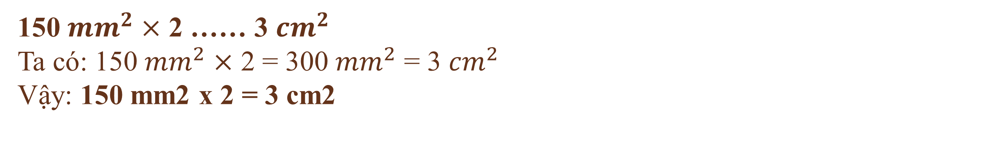 150 mm² × 2 …… 3 cm²
Ta có: 150 mm² × 2 = 300 mm² = 3 cm²
Vậy: 150 mm2 x 2 = 3 cm2